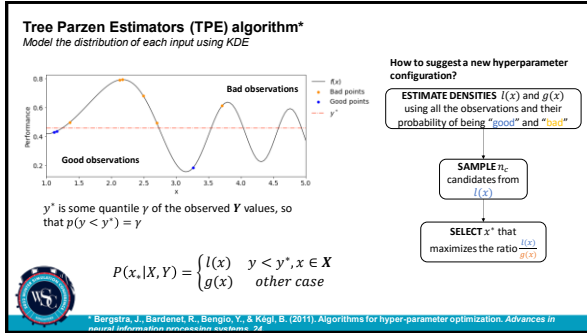 Tree Parzen Estimators (TPE) algorithm*
Model the distribution of each input using KDE
0.8
0.6
0.4
0.2
Performance
1.0 1.5 2.0 2.5 3.0 3.5 4.0 4.5 5.0
x
Bad observations
Good observations
f(x)
Bad points
Good points
y*
y* is some quantile γ of the observed Y values, so
that p(y < y*) = γ
P(x*|X, Y) = { l(x) y < y*, x ∈ X
g(x) other case
How to suggest a new hyperparameter
configuration?
ESTIMATE DENSITIES l(x) and g(x)
using all the observations and their
probability of being "good" and "bad"
SAMPLE n_c
candidates from
l(x)
SELECT x* that
maximizes the ratio l(x)/g(x)
WSC
* Bergstra, J., Bardenet, R., Bengio, Y., & Kégl, B. (2011). Algorithms for hyper-parameter optimization. Advances in
neural information processing systems, 24